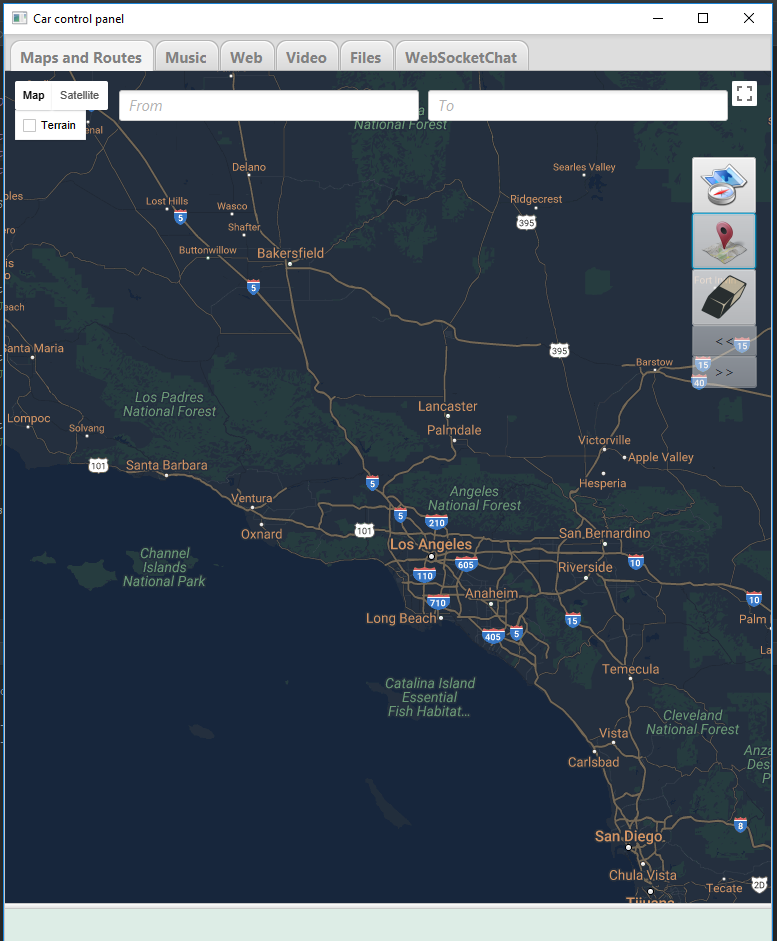 Car control panel
Maps and Routes Music Web Video Files WebSocketChat
Map Satellite
From
To
Terrain
National Forest
Delano
Searles Valley
Lost Hills
Wasco
Ridgecrest
5
395
Shafter
Buttonwillow
Bakersfield
5
<<
15
395
Santa Maria
Barstow
15
>>
40
Los Padres
National Forest
Lancaster
Lompoc
Solvang
Palmdale
Victorville
Apple Valley
101
Santa Barbara
Hesperia
5
Ventura
Angeles
National Forest
5
210
Oxnard
101
San Bernardino
Los Angeles
Channel
Islands
National Park
605
10
Riverside
110
Anaheim
710
10
Long Beach
15
Palm
405
5
Temecula
Catalina Island
Essential
Fish Habitat...
Cleveland
National Forest
Vista
Carlsbad
8
San Diego
Chula Vista
Tecate
2D
Tijuana